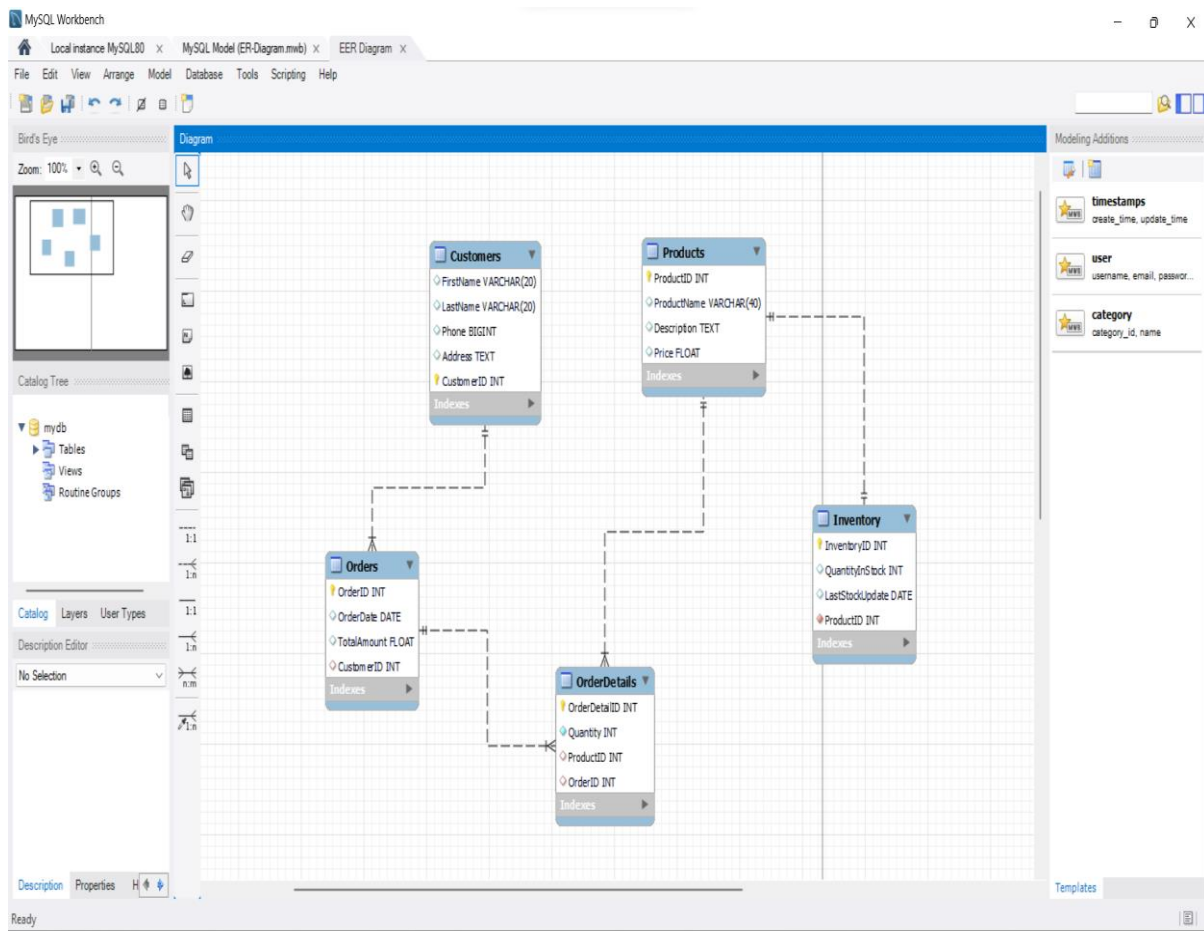 MySQL Workbench
Local instance MySQL80 × MySQL Model (ER-Diagram.mwb) × EER Diagram ×
File Edit View Arrange Model Database Tools Scripting Help
Bird's Eye
Zoom: 100%
Diagram
Modeling Additions
timestamps
create_time, update_time
user
username, email, passwor...
category
category_id, name
Customers
FirstName VARCHAR(20)
LastName VARCHAR(20)
Phone BIGINT
Address TEXT
CustomerID INT
Indexes
Products
ProductID INT
ProductName VARCHAR(40)
Description TEXT
Price FLOAT
Indexes
Catalog Tree
mydb
Tables
Views
Routine Groups
1:1
1:n
1:1
1:n
n:m
1:n
Inventory
InventoryID INT
QuantityInStock INT
LastStockUpdate DATE
ProductID INT
Indexes
Orders
OrderID INT
OrderDate DATE
TotalAmount FLOAT
CustomerID INT
Indexes
OrderDetails
OrderDetailID INT
Quantity INT
ProductID INT
OrderID INT
Indexes
Catalog Layers User Types
Description Editor
No Selection
Description Properties H
Templates
Ready